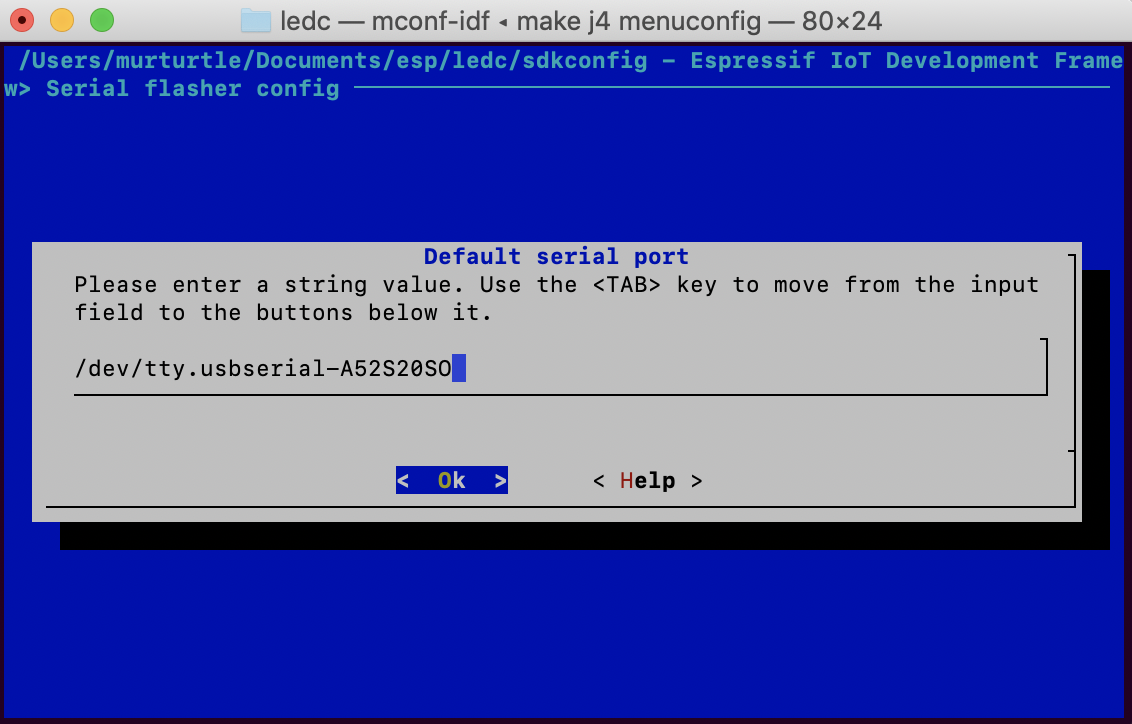 ledc — mconf-idf ◂ make j4 menuconfig — 80×24
/Users/murturtle/Documents/esp/ledc/sdkconfig - Espressif IoT Development Frame
w> Serial flasher config
Default serial port
Please enter a string value. Use the <TAB> key to move from the input
field to the buttons below it.
/dev/tty.usbserial-A52S20SO
< Ok > < Help >